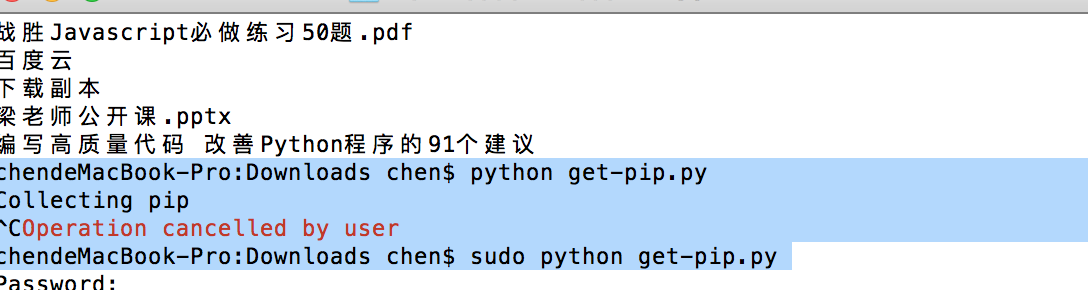 战胜Javascript必做练习50题.pdf
百度云
下载副本
梁老师公开课.pptx
编写高质量代码 改善Python程序的91个建议
chendeMacBook-Pro:Downloads chen$ python get-pip.py
Collecting pip
^COperation cancelled by user
chendeMacBook-Pro:Downloads chen$ sudo python get-pip.py
Password: